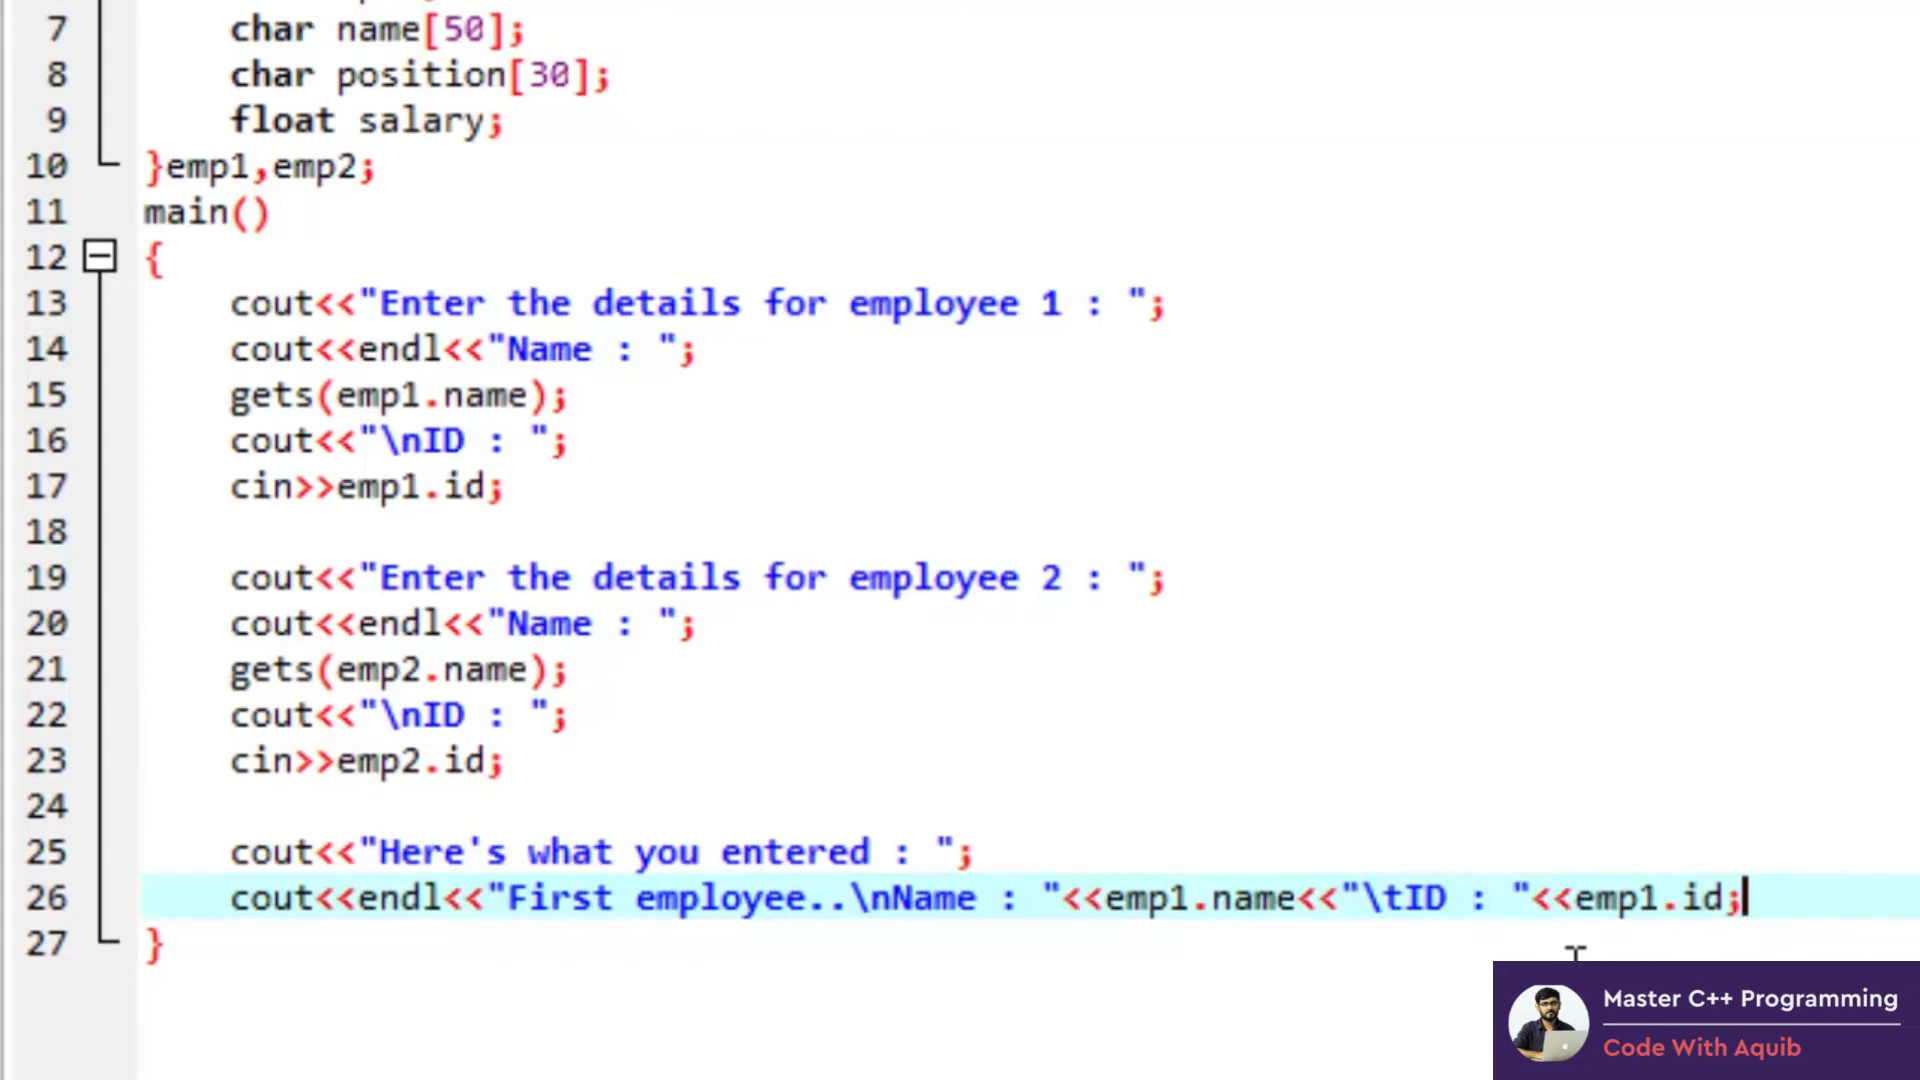 7 char name[50];
8 char position[30];
9 float salary;
10 }emp1,emp2;
11 main()
12 {
13 cout<<"Enter the details for employee 1 : ";
14 cout<<endl<<"Name : ";
15 gets(emp1.name);
16 cout<<"\nID : ";
17 cin>>emp1.id;
18
19 cout<<"Enter the details for employee 2 : ";
20 cout<<endl<<"Name : ";
21 gets(emp2.name);
22 cout<<"\nID : ";
23 cin>>emp2.id;
24
25 cout<<"Here's what you entered : ";
26 cout<<endl<<"First employee..\nName : "<<emp1.name<<"\tID : "<<emp1.id;
27 }
Master C++ Programming
Code With Aquib